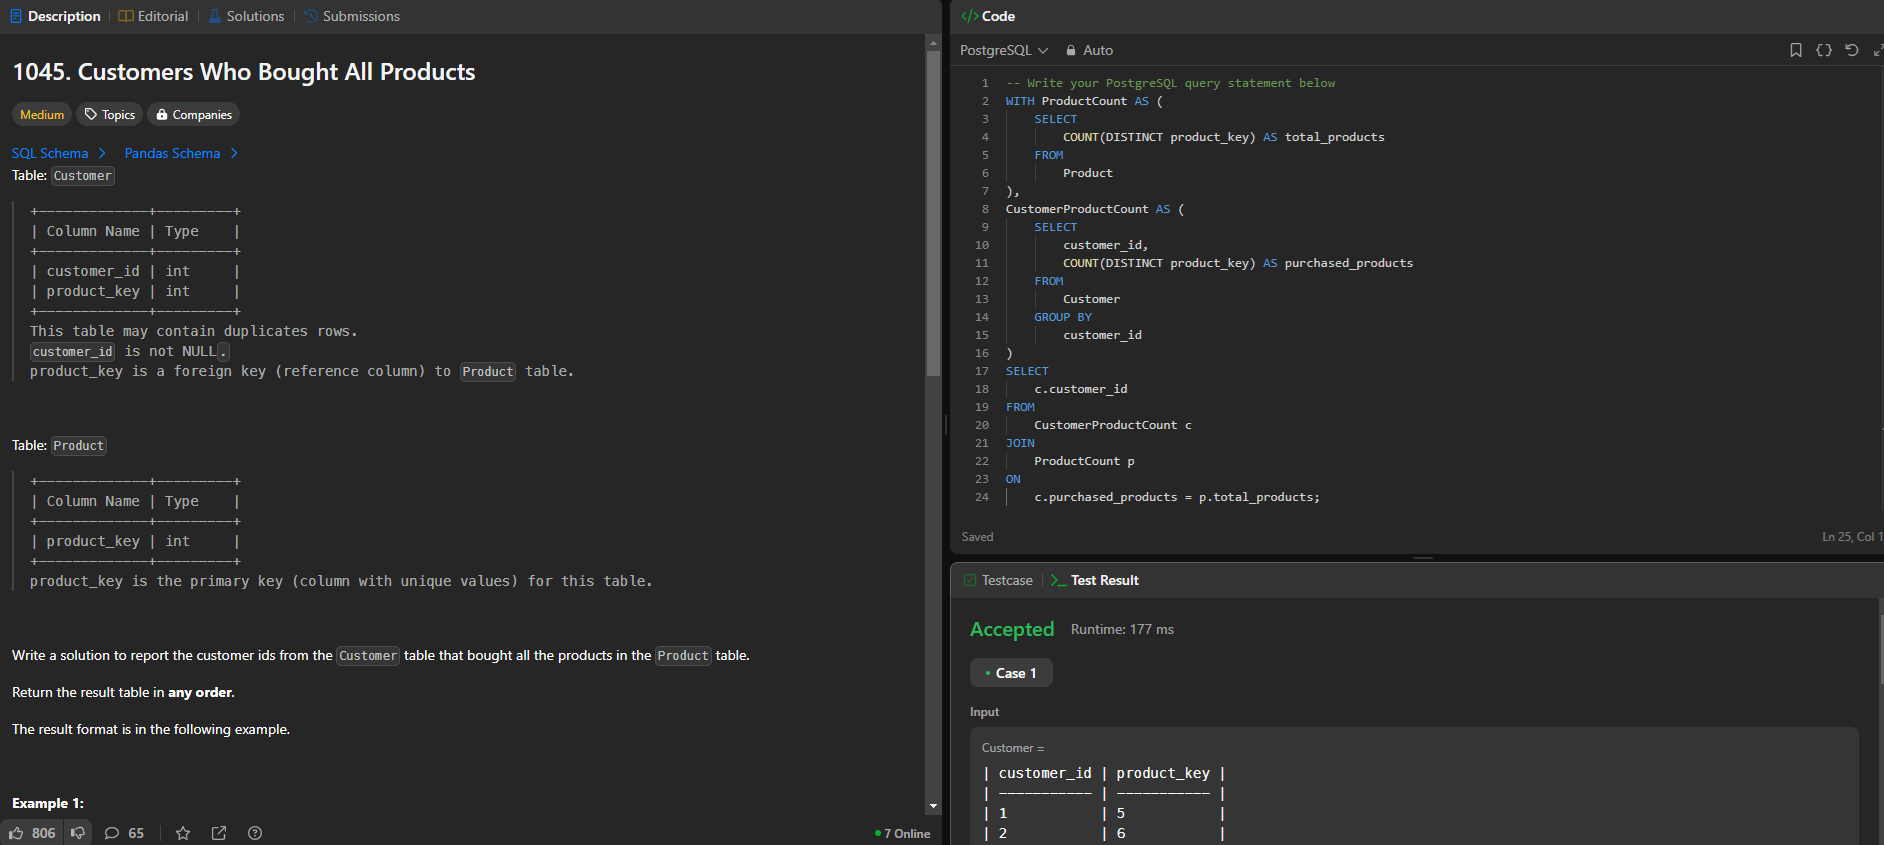 Description
Editorial
Solutions
Submissions
1045. Customers Who Bought All Products
Medium
Topics
Companies
SQL Schema
Pandas Schema
Table: Customer
+-------------+---------+
| Column Name | Type    |
+-------------+---------+
| customer_id | int     |
| product_key | int     |
+-------------+---------+
This table may contain duplicates rows.
customer_id is not NULL.
product_key is a foreign key (reference column) to Product table.
Table: Product
+-------------+---------+
| Column Name | Type    |
+-------------+---------+
| product_key | int     |
+-------------+---------+
product_key is the primary key (column with unique values) for this table.
Write a solution to report the customer ids from the Customer table that bought all the products in the Product table.
Return the result table in any order.
The result format is in the following example.
Example 1:
806
65
7 Online
</> Code
PostgreSQL
Auto
1 -- Write your PostgreSQL query statement below
2 WITH ProductCount AS (
3     SELECT
4         COUNT(DISTINCT product_key) AS total_products
5     FROM
6         Product
7 ),
8 CustomerProductCount AS (
9     SELECT
10         customer_id,
11         COUNT(DISTINCT product_key) AS purchased_products
12     FROM
13         Customer
14     GROUP BY
15         customer_id
16 )
17 SELECT
18     c.customer_id
19 FROM
20     CustomerProductCount c
21 JOIN
22     ProductCount p
23 ON
24     c.purchased_products = p.total_products;
Saved
Ln 25, Col 1
Testcase
>_ Test Result
Accepted
Runtime: 177 ms
• Case 1
Input
Customer =
| customer_id | product_key |
| ----------- | ----------- |
| 1           | 5           |
| 2           | 6           |